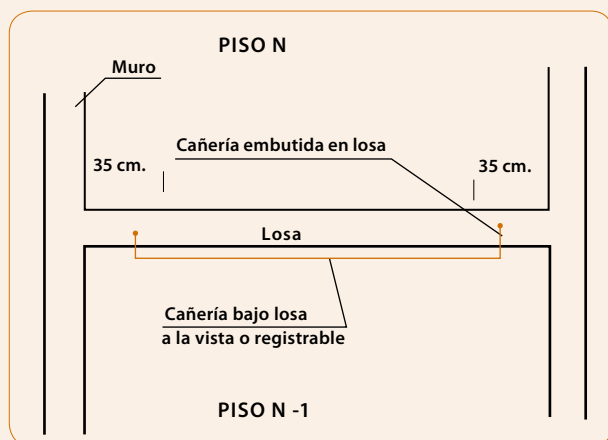 PISO N
Muro
Cañería embutida en losa
35 cm.
35 cm.
Losa
Cañería bajo losa
a la vista o registrable
PISO N -1